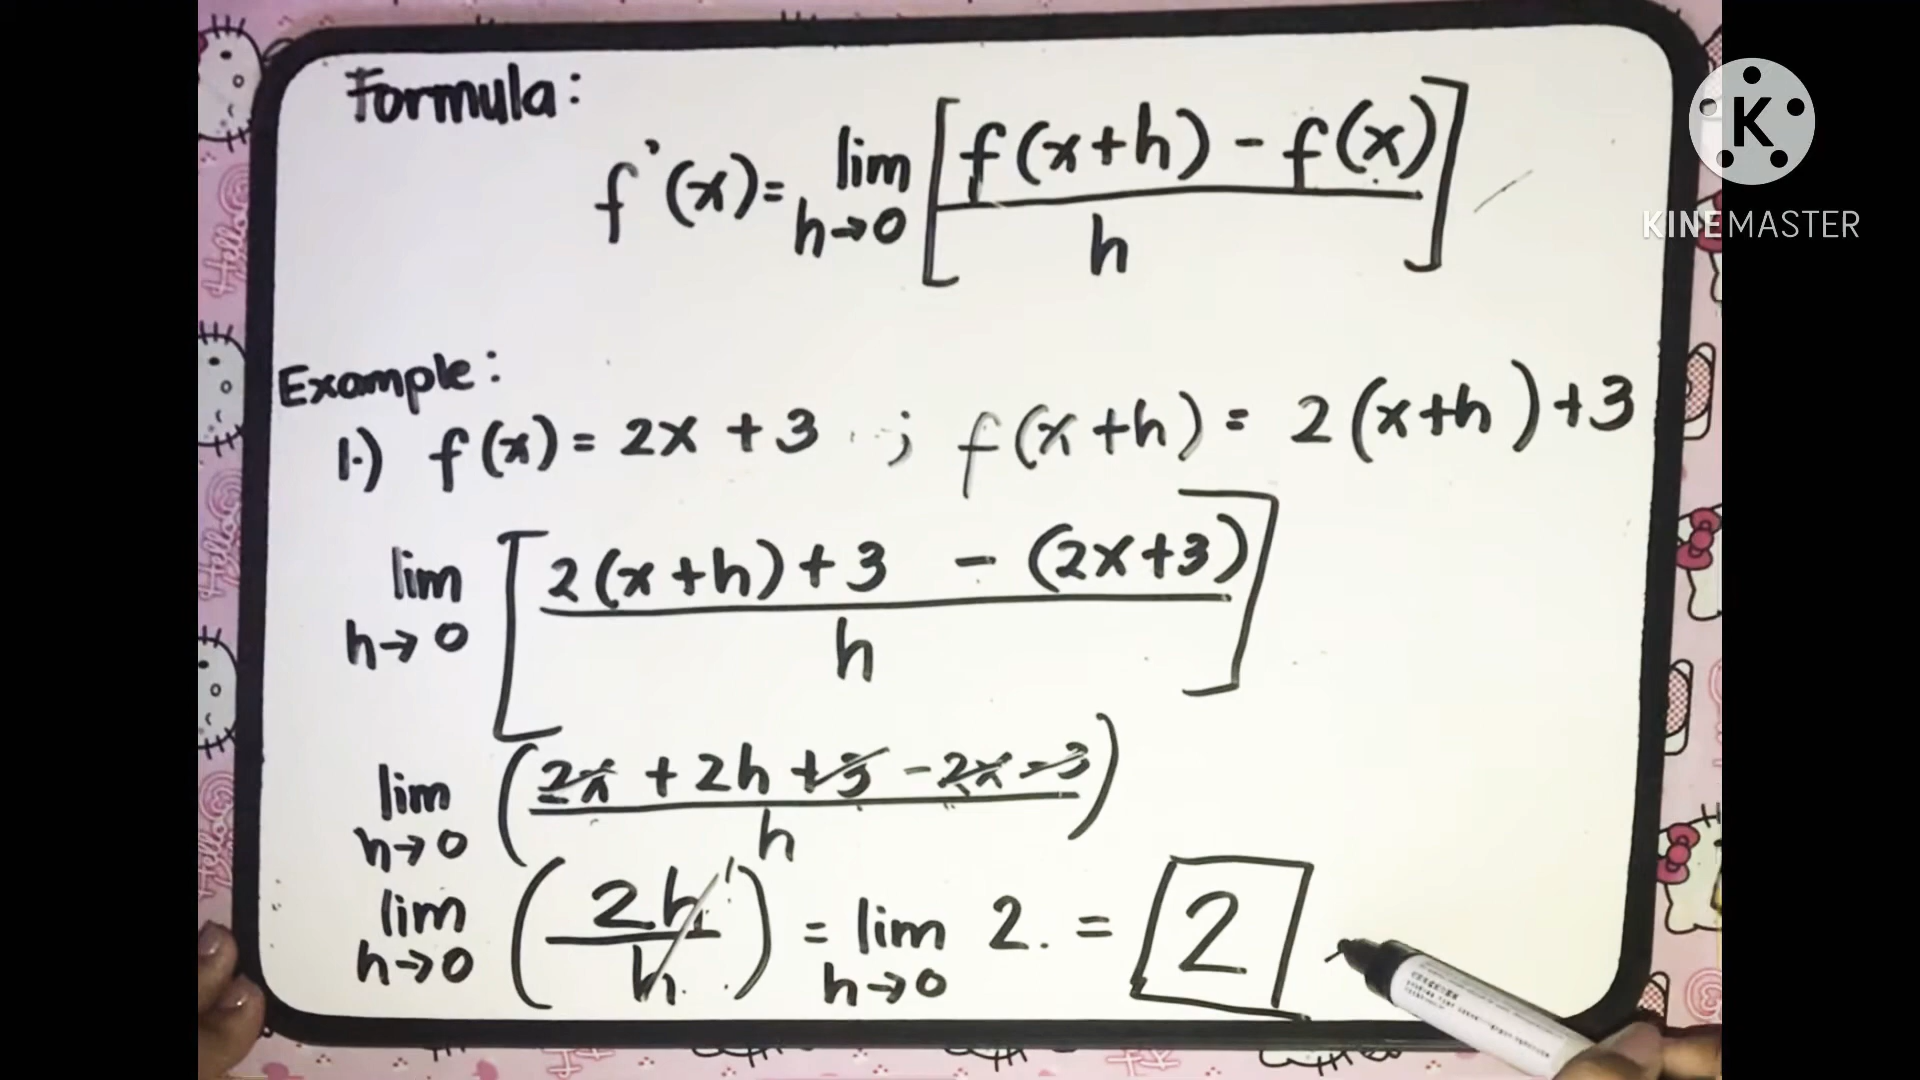 Formula:
f'(x) = lim h→0 [f(x+h) - f(x) / h]
K
KINEMASTER
Example:
1.) f(x) = 2x + 3 ; f(x+h) = 2(x+h)+3
lim h→0 [2(x+h)+3 - (2x+3) / h]
lim h→0 (2x + 2h +3 -2x -3 / h)
lim h→0 (2h / h) = lim h→0 2. = 2